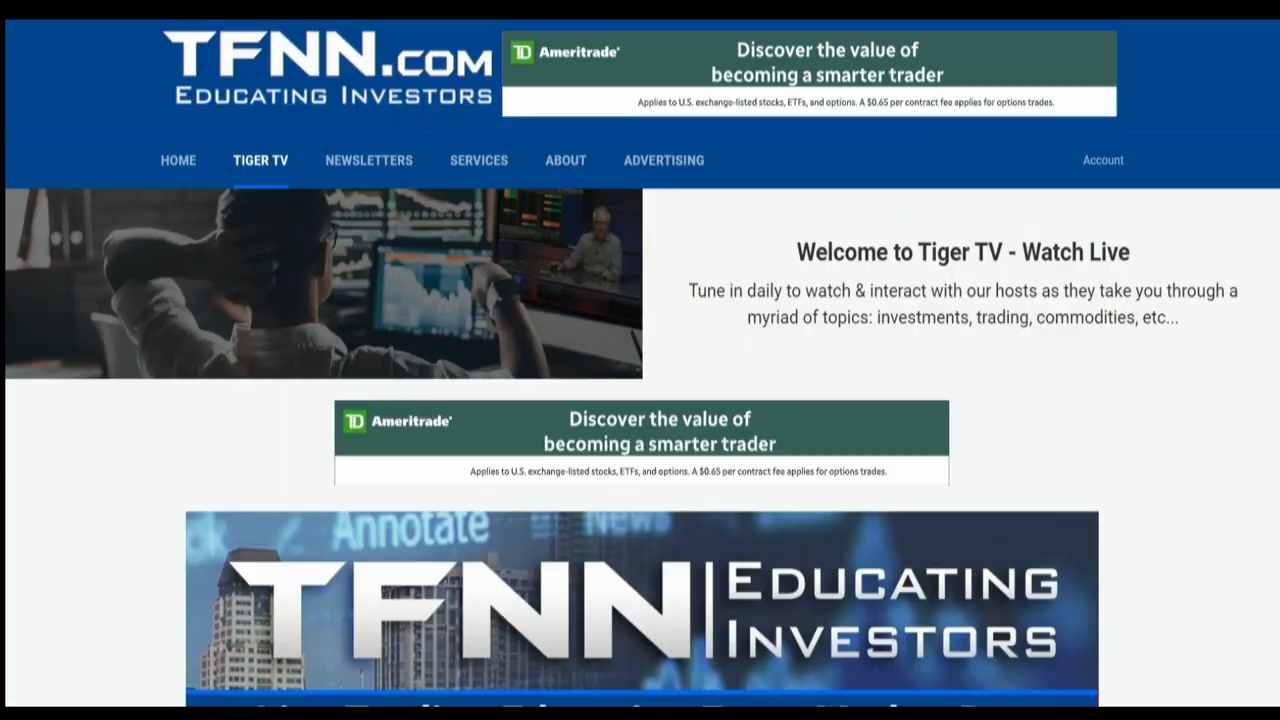 TFNN.COM
EDUCATING INVESTORS
TD Ameritrade
Discover the value of
becoming a smarter trader
Applies to U.S. exchange-listed stocks, ETFs, and options. A $0.65 per contract fee applies for options trades.
HOME TIGER TV NEWSLETTERS SERVICES ABOUT ADVERTISING Account
Welcome to Tiger TV - Watch Live
Tune in daily to watch & interact with our hosts as they take you through a
myriad of topics: investments, trading, commodities, etc...
TD Ameritrade
Discover the value of
becoming a smarter trader
Applies to U.S. exchange-listed stocks, ETFs, and options. A $0.65 per contract fee applies for options trades.
Annotate News
TFNN EDUCATING
INVESTORS